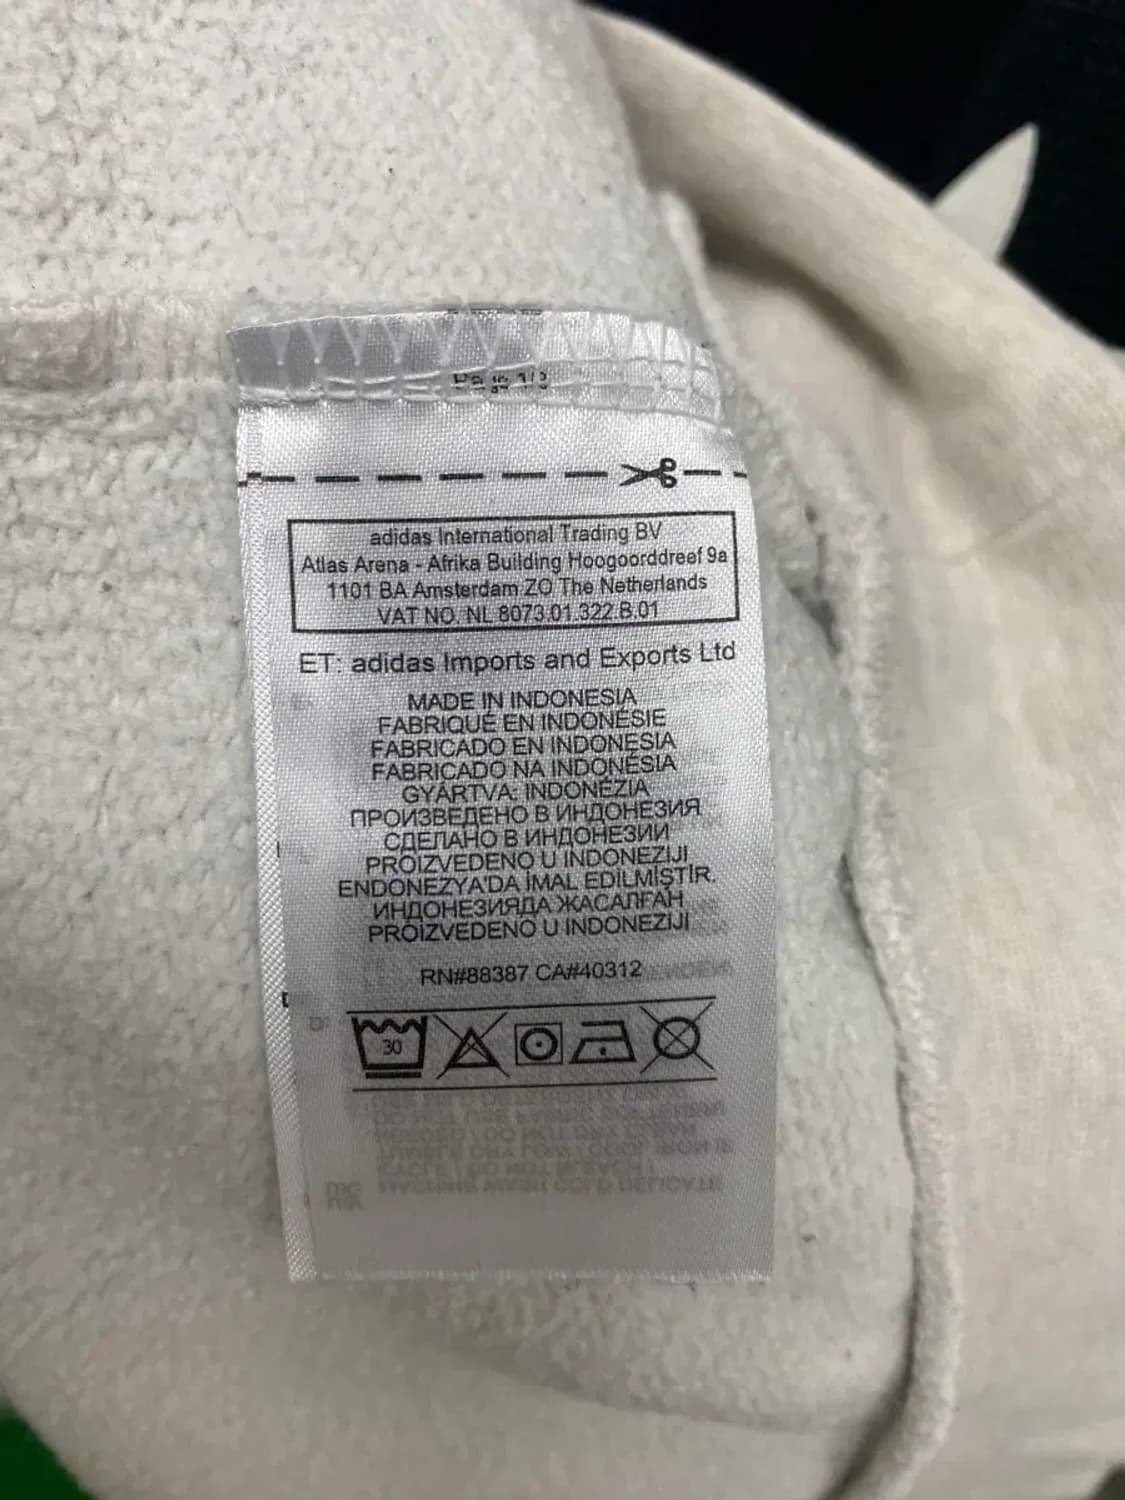 adidas International Trading BV
Atlas Arena - Afrika Building Hoogoorddreef 9a
1101 BA Amsterdam ZO The Netherlands
VAT NO. NL 8073.01.322.B.01
ET: adidas Imports and Exports Ltd
MADE IN INDONESIA
FABRIQUÉ EN INDONÉSIE
FABRICADO EN INDONESIA
FABRICADO NA INDONÉSIA
GYÁRTVA: INDONÉZIA
ПРОИЗВЕДЕНО В ИНДОНЕЗИЯ
СДЕЛАНО В ИНДОНЕЗИИ
PROIZVEDENO U INDONEZIJI
ENDONEZYA'DA İMAL EDİLMİŞTİR.
ИНДОНЕЗИЯДА ЖАСАЛҒАН
PROIZVEDENO U INDONEZIJI
RN#88387 CA#40312
30